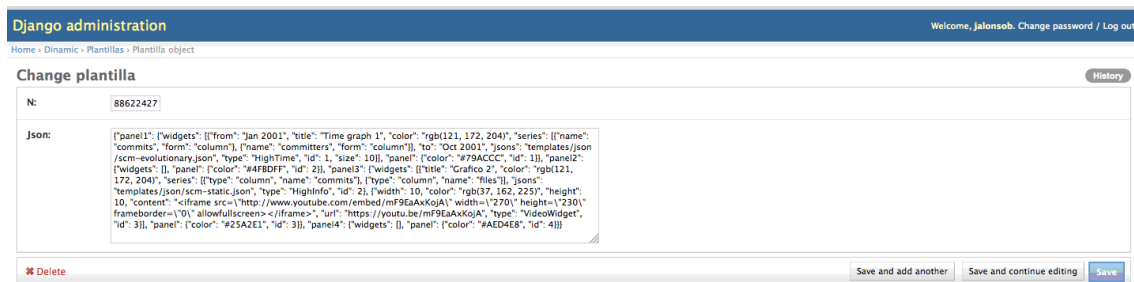 Django administration
Welcome, jalonsob. Change password / Log out
Home › Dinamic › Plantillas › Plantilla object
Change plantilla
History
N:
88622427
Json:
{"panel1": {"widgets": [{"from": "Jan 2001", "title": "Time graph 1", "color": "rgb(121, 172, 204)", "series": [{"name":
"commits", "form": "column"}, {"name": "committers", "form": "column"}], "to": "Oct 2001", "jsons": "templates/json
/scm-evolutionary.json", "type": "HighTime", "id": 1, "size": 10}], "panel": {"color": "#79ACCC", "id": 1}}, "panel2":
{"widgets": [], "panel": {"color": "#4FBDFF", "id": 2}}, "panel3": {"widgets": [{"title": "Grafico 2", "color": "rgb(121,
172, 204)", "series": [{"type": "column", "name": "commits"}, {"type": "column", "name": "files"}], "jsons":
"templates/json/scm-static.json", "type": "HighInfo", "id": 2}, {"width": 10, "color": "rgb(37, 162, 225)", "height":
10, "content": "<iframe src=\"http://www.youtube.com/embed/mF9EaAxKojA\" width=\"270\" height=\"230\"
frameborder=\"0\" allowfullscreen></iframe>", "url": "https://youtu.be/mF9EaAxKojA", "type": "VideoWidget",
"id": 3}], "panel": {"color": "#25A2E1", "id": 3}}, "panel4": {"widgets": [], "panel": {"color": "#AED4E8", "id": 4}}}
Delete
Save and add another
Save and continue editing
Save